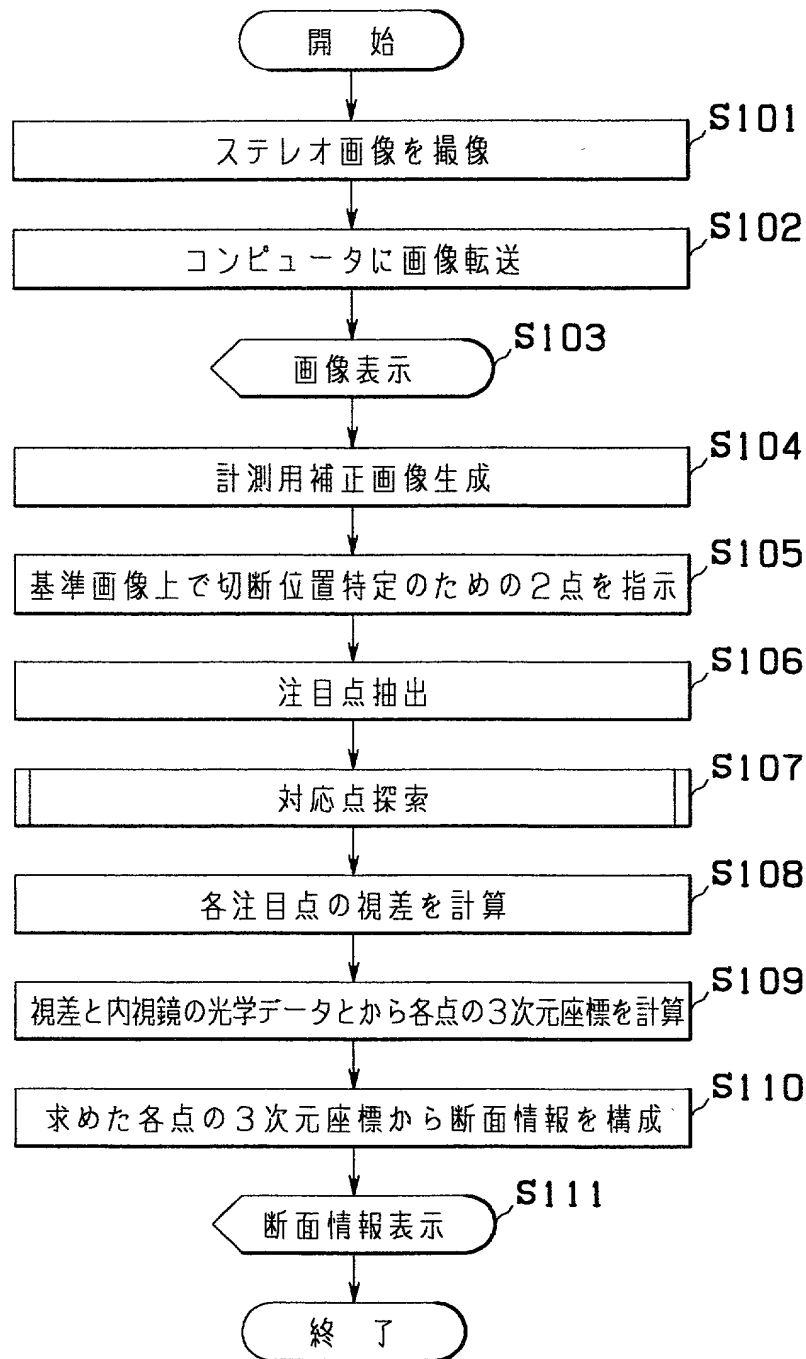 開 始
S101
ステレオ画像を撮像
S102
コンピュータに画像転送
S103
画像表示
S104
計測用補正画像生成
S105
基準画像上で切断位置特定のための2点を指示
S106
注目点抽出
S107
対応点探索
S108
各注目点の視差を計算
S109
視差と内視鏡の光学データとから各点の3次元座標を計算
S110
求めた各点の3次元座標から断面情報を構成
S111
断面情報表示
終 了